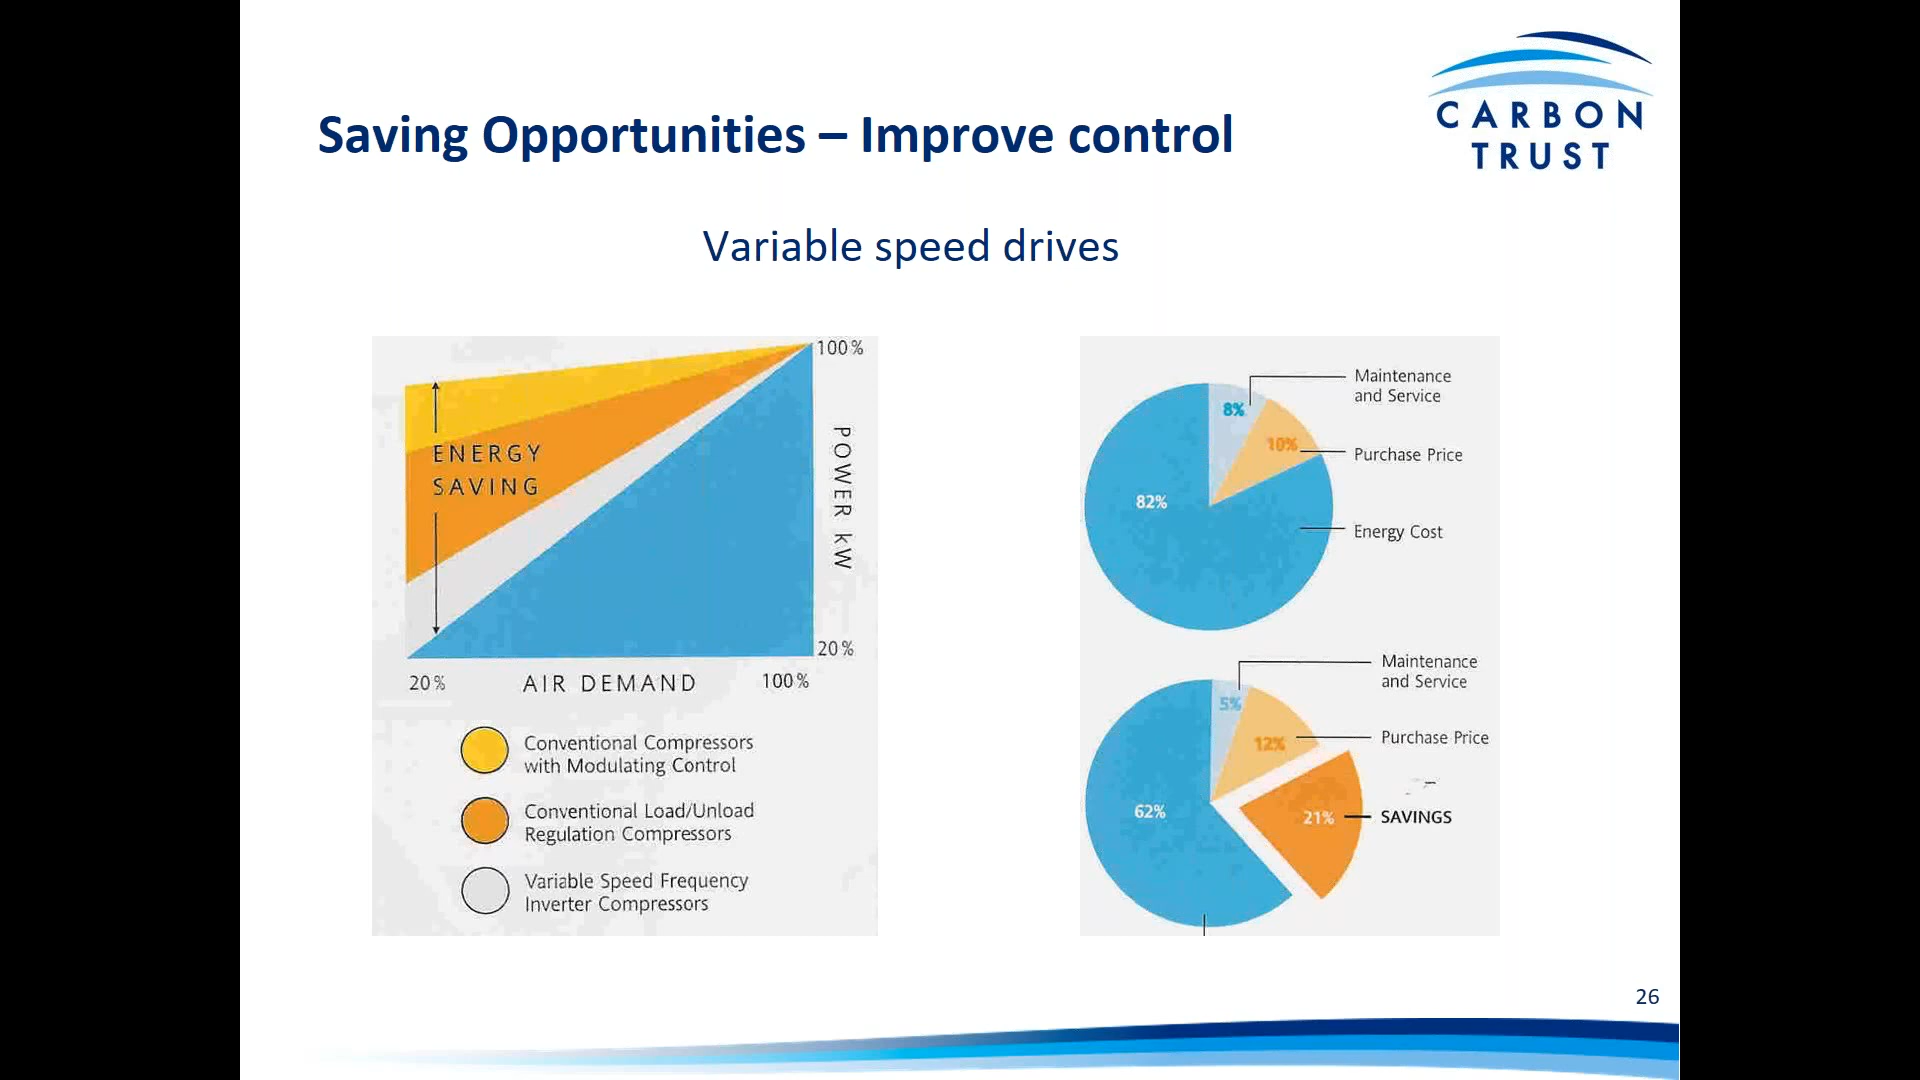 CARBON
TRUST
Saving Opportunities – Improve control
Variable speed drives
100%
ENERGY
SAVING
POWER kW
20%
20%
AIR DEMAND
100%
Conventional Compressors
with Modulating Control
Conventional Load/Unload
Regulation Compressors
Variable Speed Frequency
Inverter Compressors
Maintenance
and Service
8%
10%
Purchase Price
82%
Energy Cost
Maintenance
and Service
5%
Purchase Price
12%
62%
21%
SAVINGS
26